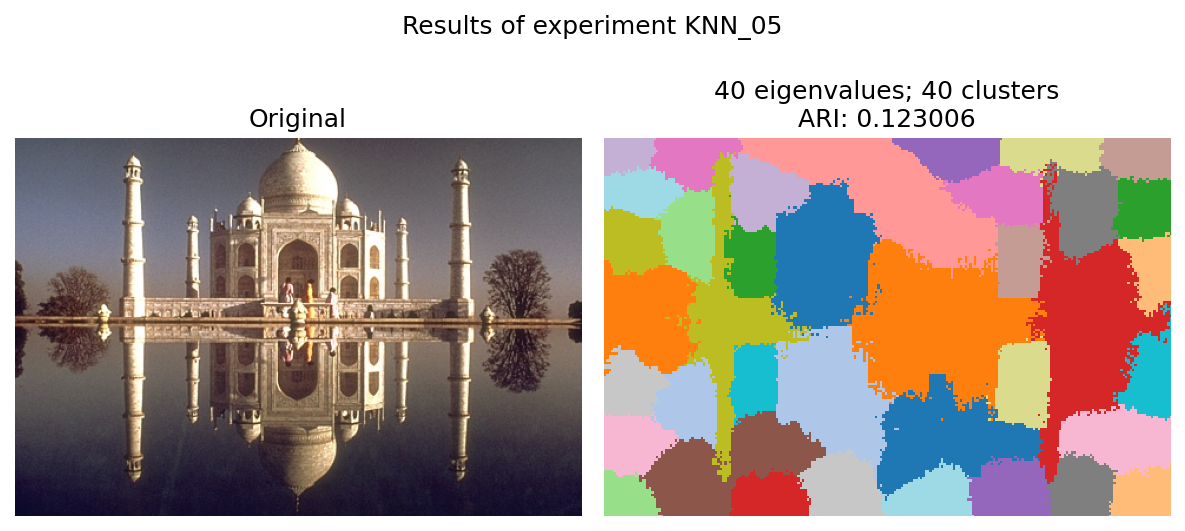 Results of experiment KNN_05
Original
40 eigenvalues; 40 clusters
ARI: 0.123006